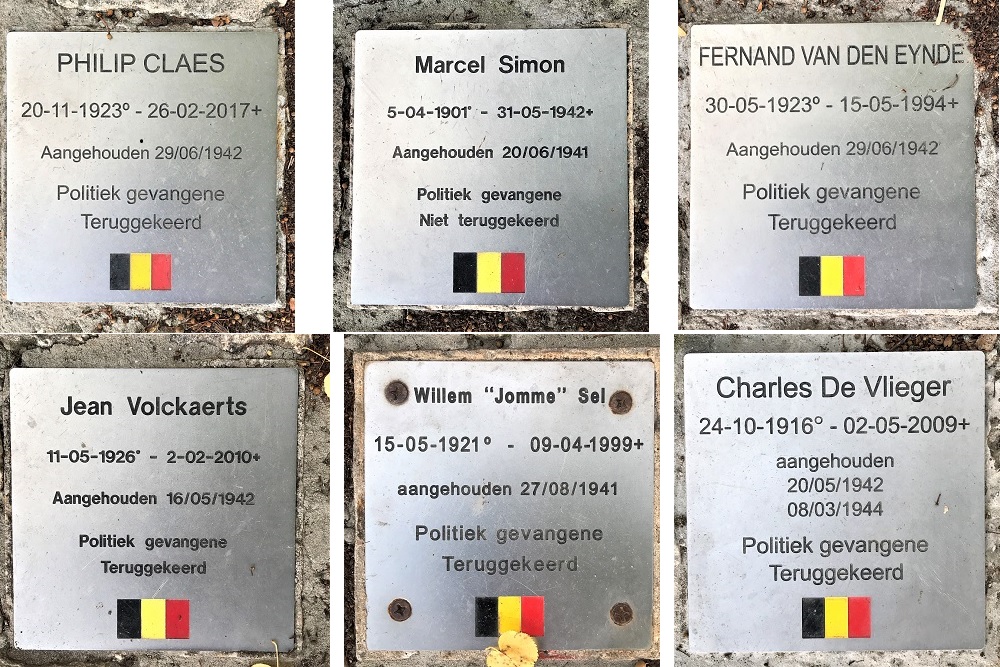 PHILIP CLAES
20-11-1923° - 26-02-2017+
Aangehouden 29/06/1942
Politiek gevangene
Teruggekeerd
Marcel Simon
5-04-1901° - 31-05-1942+
Aangehouden 20/06/1941
Politiek gevangene
Niet teruggekeerd
FERNAND VAN DEN EYNDE
30-05-1923° - 15-05-1994+
Aangehouden 29/06/1942
Politiek gevangene
Teruggekeerd
Jean Volckaerts
11-05-1926° - 2-02-2010+
Aangehouden 16/05/1942
Politiek gevangene
Teruggekeerd
Willem "Jomme" Sel
15-05-1921° - 09-04-1999+
aangehouden 27/08/1941
Politiek gevangene
Teruggekeerd
Charles De Vlieger
24-10-1916° - 02-05-2009+
aangehouden
20/05/1942
08/03/1944
Politiek gevangene
Teruggekeerd